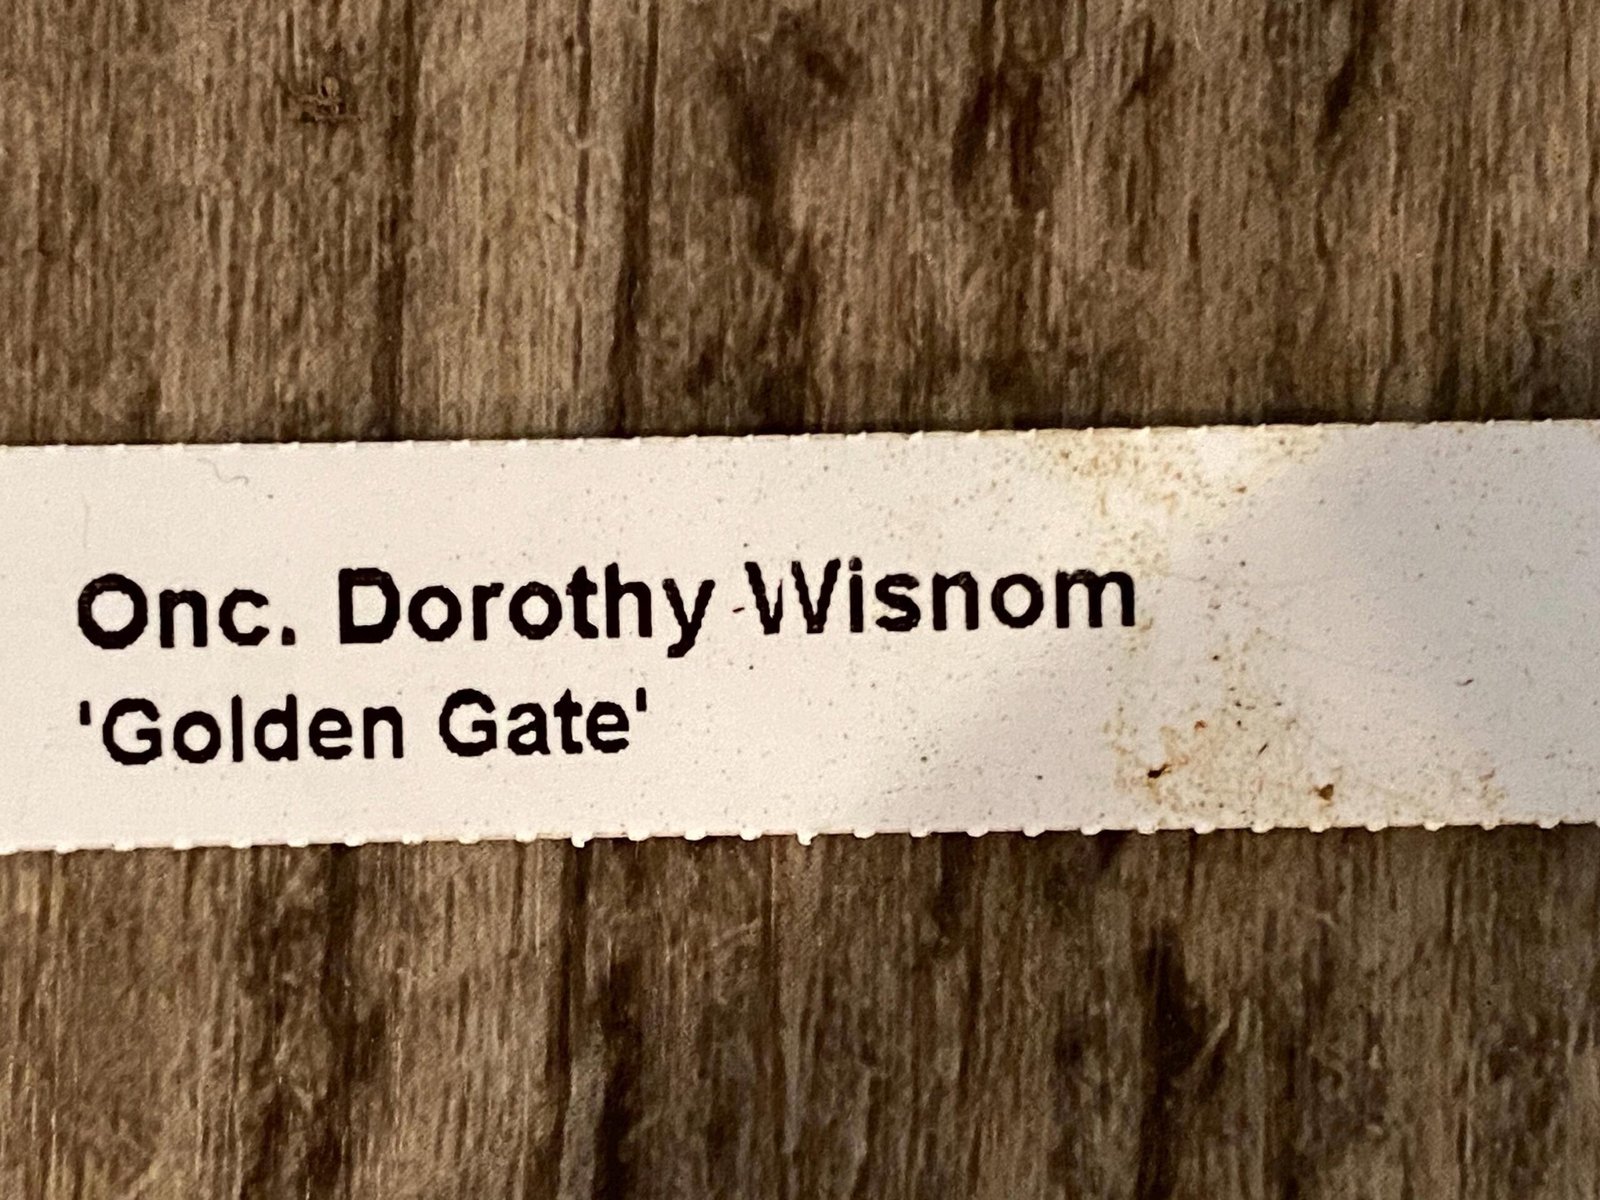 Onc. Dorothy Wisnom
'Golden Gate'